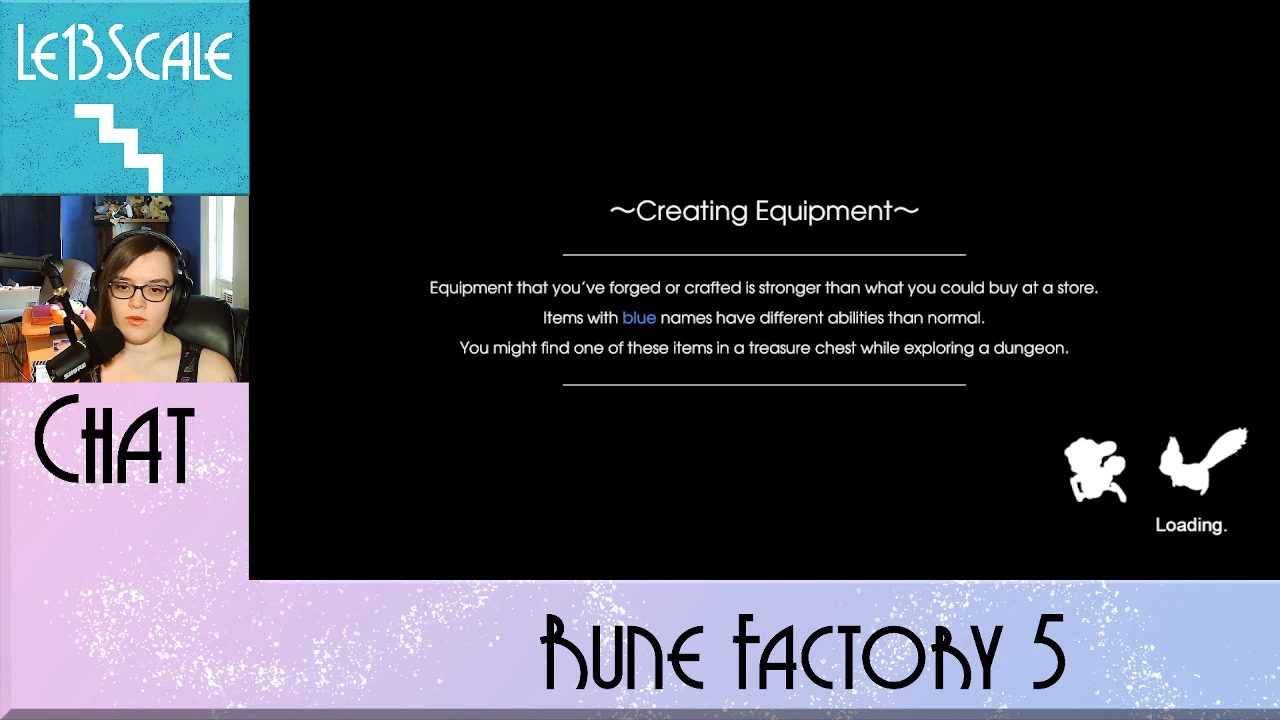 Le13Scale
～Creating Equipment～
Equipment that you've forged or crafted is stronger than what you could buy at a store.
Items with blue names have different abilities than normal.
You might find one of these items in a treasure chest while exploring a dungeon.
Chat
Loading.
Rune Factory 5